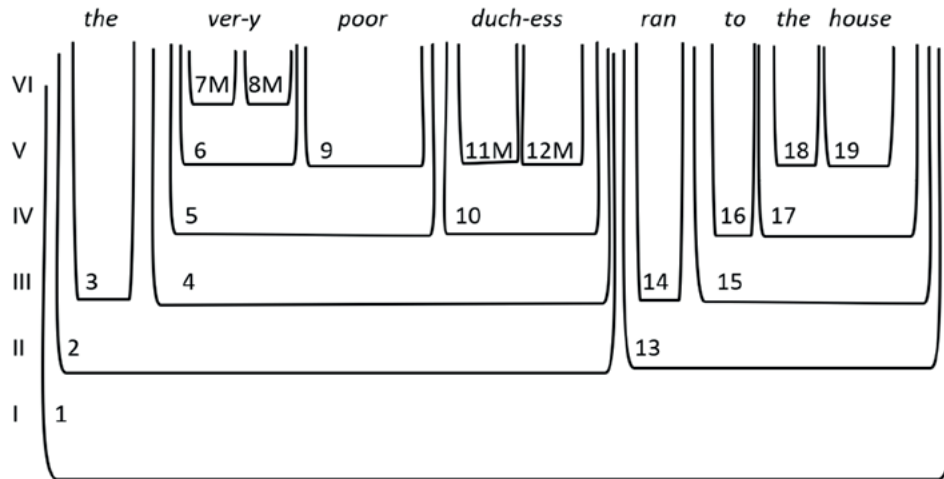 the ver-y poor duch-ess ran to the house
VI 7M 8M
V 6 9 11M 12M 18 19
IV 5 10 16 17
III 3 4 14 15
II 2 13
I 1